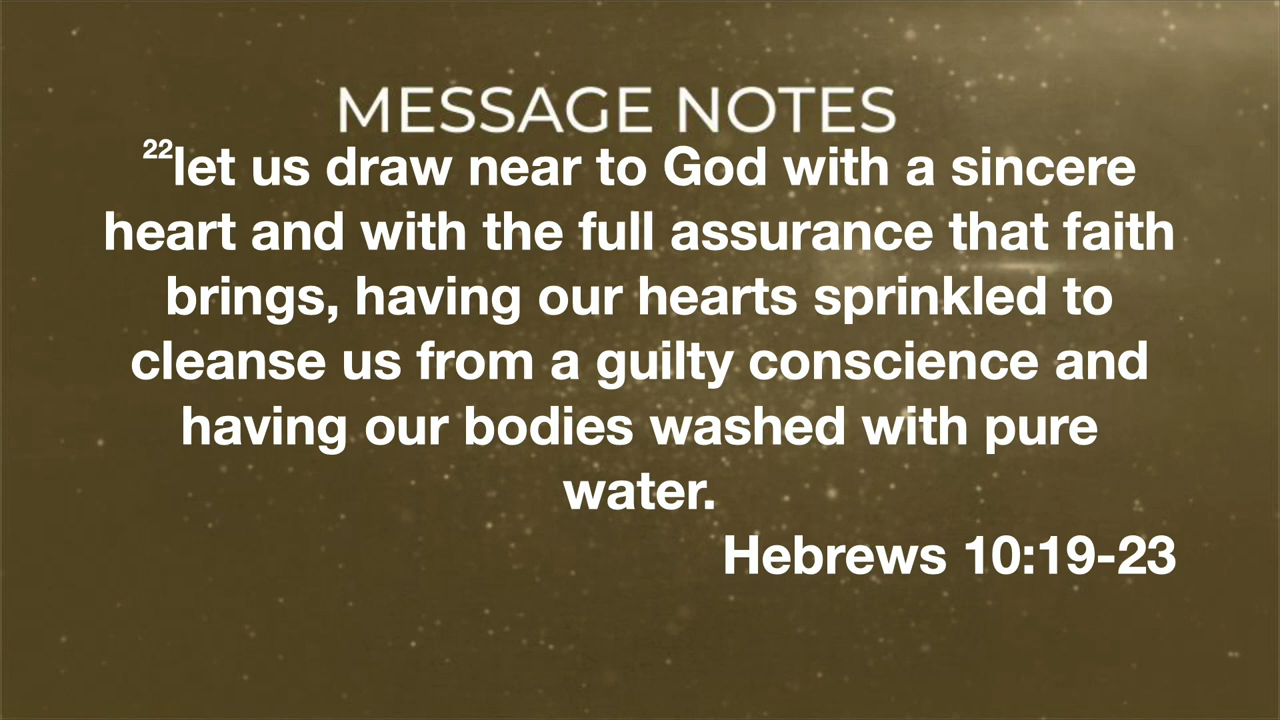 MESSAGE NOTES
22let us draw near to God with a sincere
heart and with the full assurance that faith
brings, having our hearts sprinkled to
cleanse us from a guilty conscience and
having our bodies washed with pure
water.
Hebrews 10:19-23